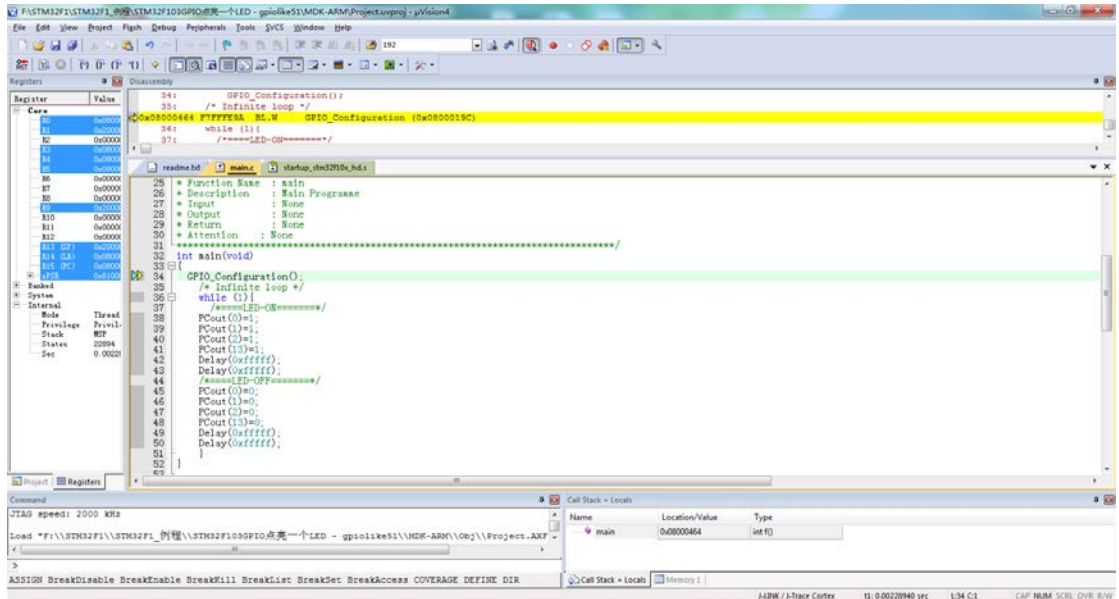 F:\STM32F1\STM32F1_例程\STM32F103GPIO点亮一个LED - gpiolike51\MDK-ARM\Project.uvproj - µVision4
File Edit View Project Flash Debug Peripherals Tools SVCS Window Help
192
Registers
Register Value
Core
R0
R1
R2
R3
R4
R5
R6
R7
R8
R9
R10
R11
R12
R13 (SP)
R14 (LR)
R15 (PC)
xPSR
Banked
System
Internal
Mode Thread
Privilege Privil-
Stack MSP
States 22894
Sec
Project Registers
Disassembly
34: GPIO_Configuration();
35: /* Infinite loop */
0x08000464 F7FFFE9A BL.W GPIO_Configuration (0x0800019C)
36: while (1){
37: /*====LED-ON=======*/
readme.txt main.c startup_stm32f10x_hd.s
25 * Function Name : main
26 * Description : Main Programme
27 * Input : None
28 * Output : None
29 * Return : None
30 * Attention : None
31
32 int main(void)
33 {
34 GPIO_Configuration();
35 /* Infinite loop */
36 while (1){
37 /*====LED-ON=======*/
38 PCout(0)=1;
39 PCout(1)=1;
40 PCout(2)=1;
41 PCout(13)=1;
42 Delay(0xfffff);
43 Delay(0xfffff);
44 /*====LED-OFF=======*/
45 PCout(0)=0;
46 PCout(1)=0;
47 PCout(2)=0;
48 PCout(13)=0;
49 Delay(0xfffff);
50 Delay(0xfffff);
51 }
52 }
Command
JTAG speed: 2000 kHz
Load "F:\\STM32F1\\STM32F1_例程\\STM32F103GPIO点亮一个LED - gpiolike51\\MDK-ARM\\Obj\\Project.AXF
>
ASSIGN BreakDisable BreakEnable BreakKill BreakList BreakSet BreakAccess COVERAGE DEFINE DIR
Call Stack + Locals
Name Location/Value Type
main 0x08000464 int f()
Call Stack + Locals Memory 1
J-LINK / J-Trace Cortex t1: 0.00228940 sec L:34 C:1 CAP NUM SCRL OVR R/W